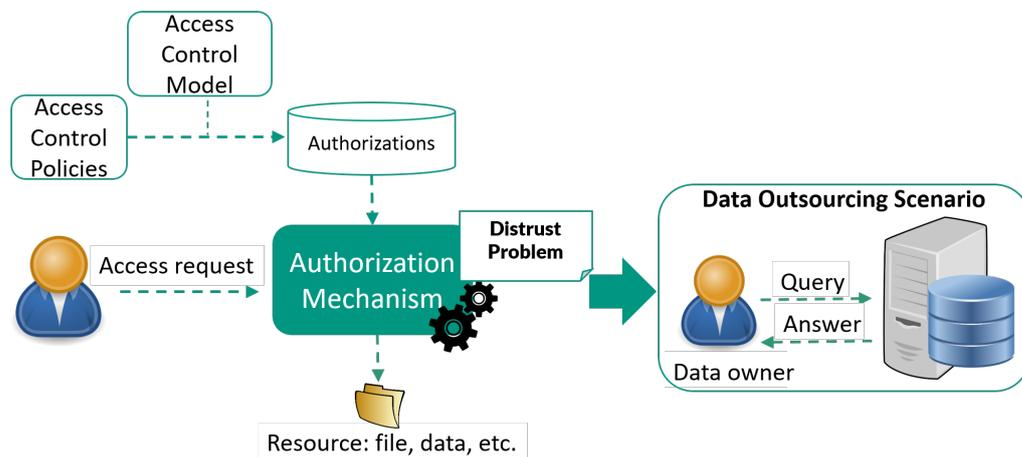 Access
Control
Model
Access
Control
Policies
Authorizations
Data Outsourcing Scenario
Distrust
Problem
Access request
Authorization
Mechanism
Query
Answer
Data owner
Resource: file, data, etc.